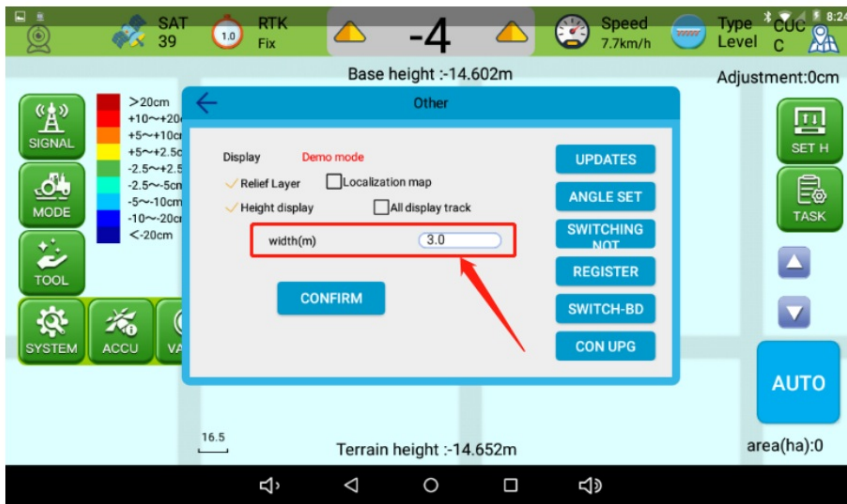 8:24
SAT
39
1.0
RTK
Fix
-4
Speed
7.7km/h
Type
Level
CUC
C
Base height :-14.602m
Adjustment:0cm
SIGNAL
MODE
TOOL
SYSTEM
ACCU
VA
>20cm
+10~+20c
+5~+10cm
+5~+2.5c
-2.5~+2.5
-2.5~-5cm
-5~-10cm
-10~-20cm
<-20cm
Other
Display
Demo mode
Relief Layer
Localization map
Height display
All display track
width(m)
3.0
CONFIRM
UPDATES
ANGLE SET
SWITCHING
NOT
REGISTER
SWITCH-BD
CON UPG
SET H
TASK
AUTO
16.5
Terrain height :-14.652m
area(ha):0